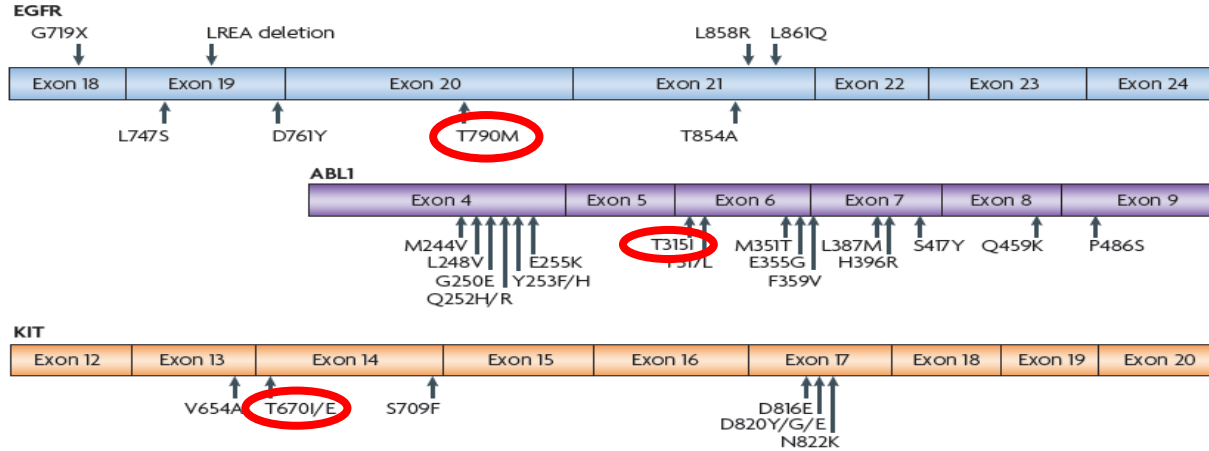 EGFR
G719X LREA deletion L858R L861Q
Exon 18 Exon 19 Exon 20 Exon 21 Exon 22 Exon 23 Exon 24
L747S D761Y T790M T854A
ABL1
Exon 4 Exon 5 Exon 6 Exon 7 Exon 8 Exon 9
M244V T315I M351T L387M S417Y Q459K P486S
L248V E255K E355G H396R
G250E Y253F/H F359V
Q252H/R
KIT
Exon 12 Exon 13 Exon 14 Exon 15 Exon 16 Exon 17 Exon 18 Exon 19 Exon 20
V654A T670I/E S709F D816E
D820Y/G/E
N822K